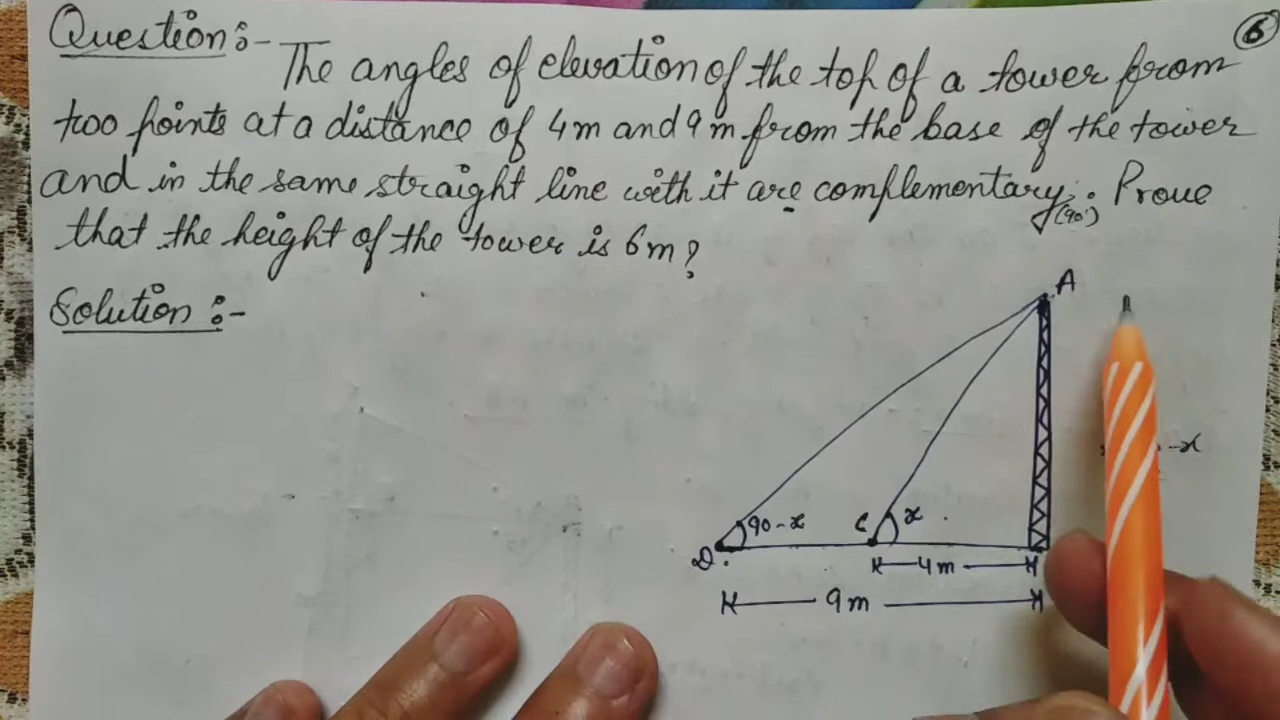 Question:-
6
The angles of elevation of the top of a tower from
two points at a distance of 4m and 9m from the base of the tower
and in the same straight line with it are complementary. Prove
(90°)
that the height of the tower is 6m?
Solution :-
A
-x
90-x
C
x
D
4m
9m